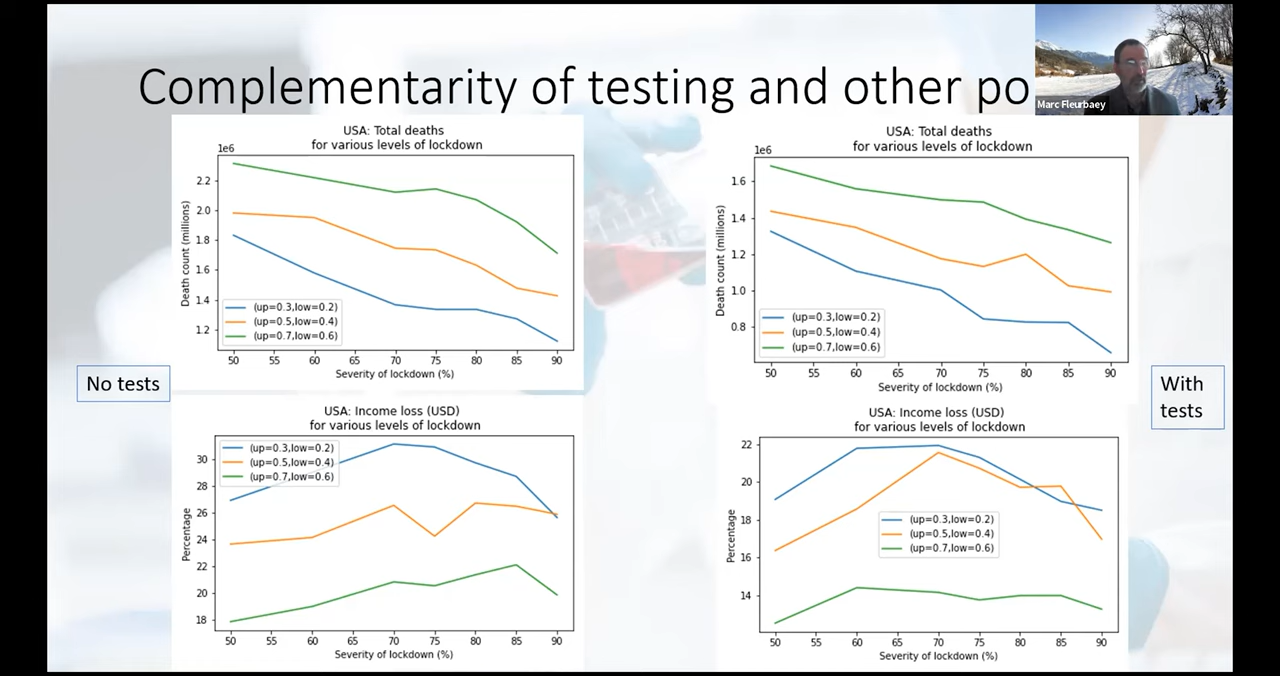 Complementarity of testing and other po
Marc Fleurbaey
USA: Total deaths
for various levels of lockdown
1e6
Death count (millions)
2.2
2.0
1.8
1.6
1.4
1.2
(up=0.3,low=0.2)
(up=0.5,low=0.4)
(up=0.7,low=0.6)
50 55 60 65 70 75 80 85 90
Severity of lockdown (%)
USA: Total deaths
for various levels of lockdown
1e6
Death count (millions)
1.6
1.4
1.2
1.0
0.8
(up=0.3,low=0.2)
(up=0.5,low=0.4)
(up=0.7,low=0.6)
50 55 60 65 70 75 80 85 90
Severity of lockdown (%)
No tests
With
tests
USA: Income loss (USD)
for various levels of lockdown
Percentage
30
28
26
24
22
20
18
(up=0.3,low=0.2)
(up=0.5,low=0.4)
(up=0.7,low=0.6)
50 55 60 65 70 75 80 85 90
Severity of lockdown (%)
USA: Income loss (USD)
for various levels of lockdown
Percentage
22
20
18
16
14
(up=0.3,low=0.2)
(up=0.5,low=0.4)
(up=0.7,low=0.6)
50 55 60 65 70 75 80 85 90
Severity of lockdown (%)